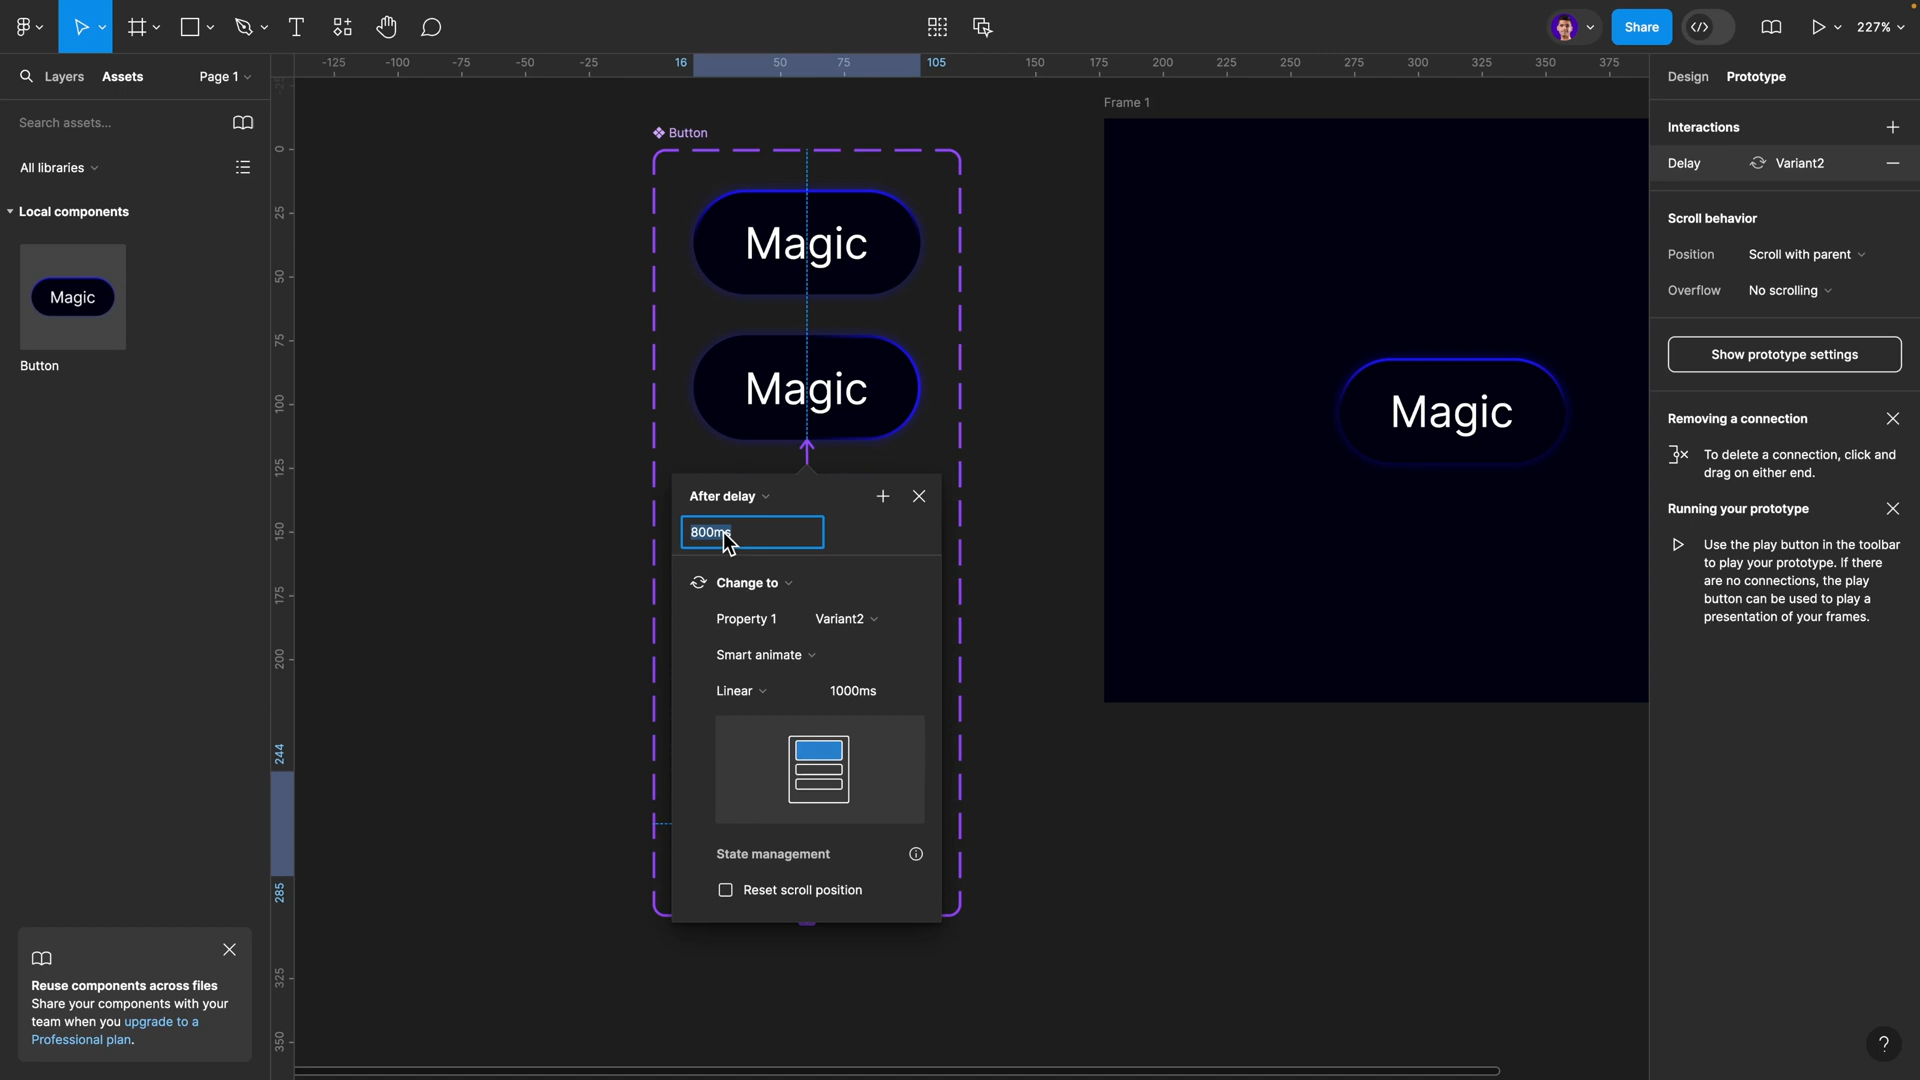 Share
227%
Layers
Assets
Page 1
Search assets...
All libraries
Local components
Magic
Button
Reuse components across files
Share your components with your
team when you upgrade to a
Professional plan.
-125
-100
-75
-50
-25
16
50
75
105
150
175
200
225
250
275
300
325
350
375
0
25
50
75
100
125
150
175
200
244
285
325
350
Button
Magic
Magic
After delay
800ms
Change to
Property 1
Variant2
Smart animate
Linear
1000ms
State management
Reset scroll position
Frame 1
Magic
Design
Prototype
Interactions
Delay
Variant2
Scroll behavior
Position
Scroll with parent
Overflow
No scrolling
Show prototype settings
Removing a connection
To delete a connection, click and
drag on either end.
Running your prototype
Use the play button in the toolbar
to play your prototype. If there
are no connections, the play
button can be used to play a
presentation of your frames.
?